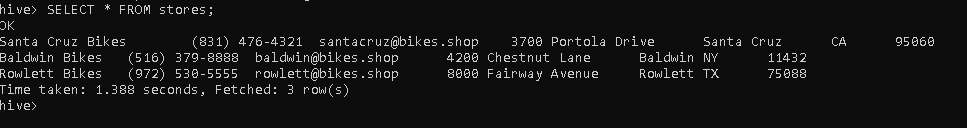 hive> SELECT * FROM stores;
OK
Santa Cruz Bikes (831) 476-4321 santacruz@bikes.shop 3700 Portola Drive Santa Cruz CA 95060
Baldwin Bikes (516) 379-8888 baldwin@bikes.shop 4200 Chestnut Lane Baldwin NY 11432
Rowlett Bikes (972) 530-5555 rowlett@bikes.shop 8000 Fairway Avenue Rowlett TX 75088
Time taken: 1.388 seconds, Fetched: 3 row(s)
hive>